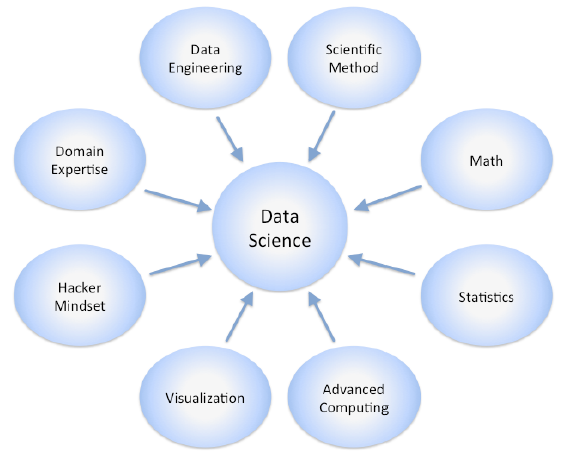 Data
Engineering
Scientific
Method
Domain
Expertise
Math
Data
Science
Hacker
Mindset
Statistics
Visualization
Advanced
Computing